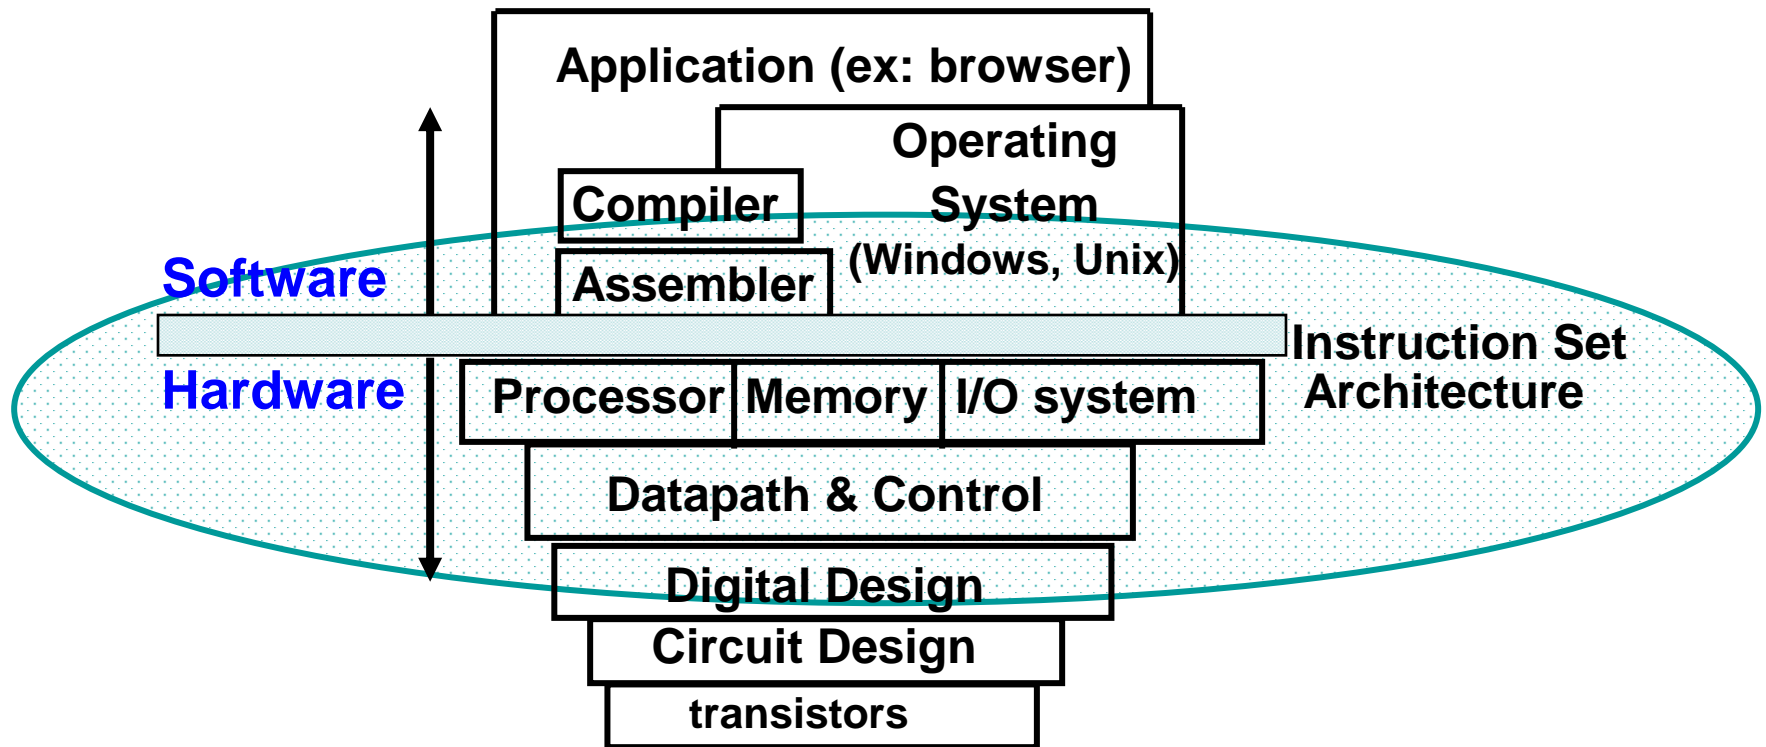 Application (ex: browser)
Operating
System
(Windows, Unix)
Compiler
Assembler
Software
Hardware
Instruction Set
Architecture
Processor
Memory
I/O system
Datapath & Control
Digital Design
Circuit Design
transistors